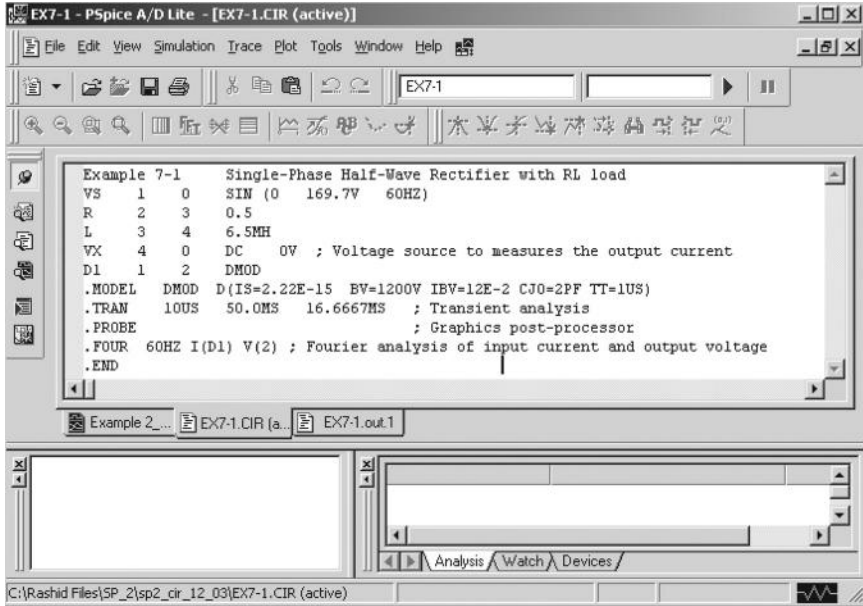 EX7-1 - PSpice A/D Lite - [EX7-1.CIR (active)]
File Edit View Simulation Trace Plot Tools Window Help
EX7-1
Example 7-1 Single-Phase Half-Wave Rectifier with RL load
VS 1 0 SIN (0 169.7V 60HZ)
R 2 3 0.5
L 3 4 6.5MH
VX 4 0 DC 0V ; Voltage source to measures the output current
D1 1 2 DMOD
.MODEL DMOD D(IS=2.22E-15 BV=1200V IBV=12E-2 CJO=2PF TT=1US)
.TRAN 10US 50.0MS 16.6667MS ; Transient analysis
.PROBE ; Graphics post-processor
.FOUR 60HZ I(D1) V(2) ; Fourier analysis of input current and output voltage
.END
Example 2_... EX7-1.CIR (a... EX7-1.out.1
Analysis Watch Devices
C:\Rashid Files\SP_2\sp2_cir_12_03\EX7-1.CIR (active)